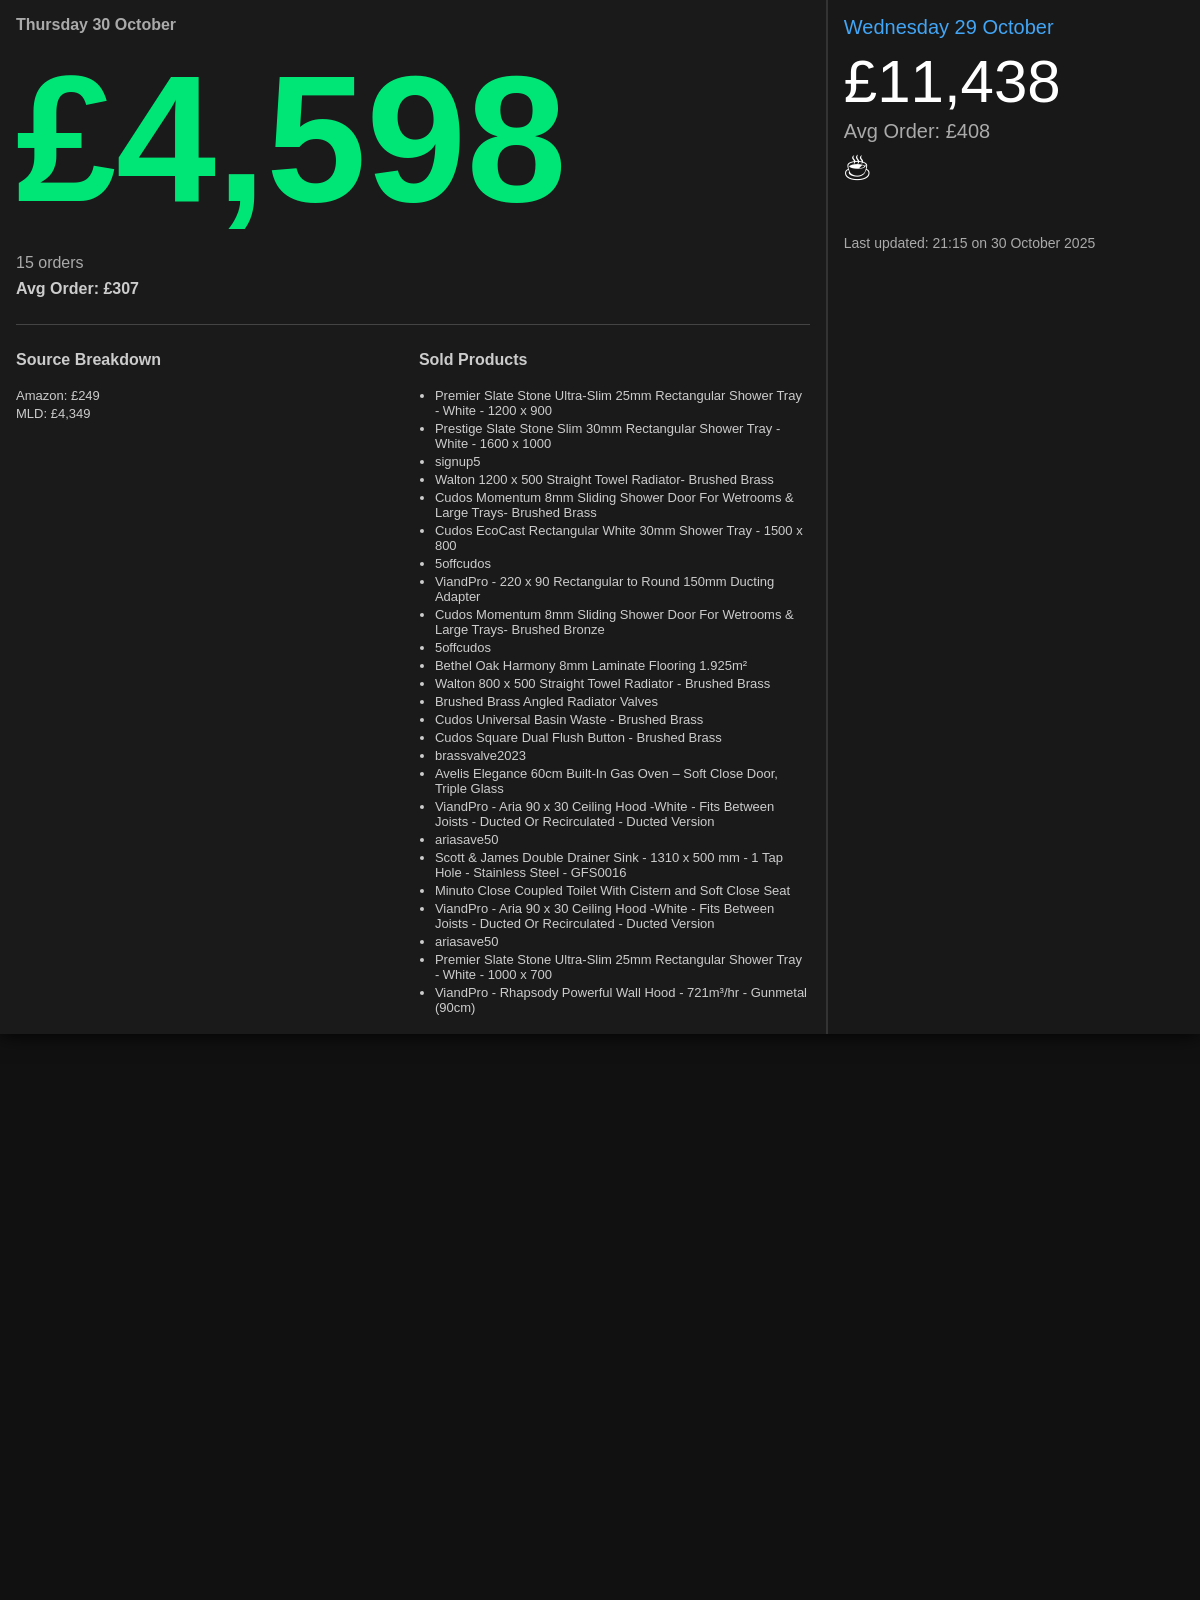 Thursday 30 October
£4,598
15 orders
Avg Order: £307
Source Breakdown
Amazon: £249
MLD: £4,349
Sold Products
Premier Slate Stone Ultra-Slim 25mm Rectangular Shower Tray
- White - 1200 x 900
Prestige Slate Stone Slim 30mm Rectangular Shower Tray -
White - 1600 x 1000
signup5
Walton 1200 x 500 Straight Towel Radiator- Brushed Brass
Cudos Momentum 8mm Sliding Shower Door For Wetrooms &
Large Trays- Brushed Brass
Cudos EcoCast Rectangular White 30mm Shower Tray - 1500 x
800
5offcudos
ViandPro - 220 x 90 Rectangular to Round 150mm Ducting
Adapter
Cudos Momentum 8mm Sliding Shower Door For Wetrooms &
Large Trays- Brushed Bronze
5offcudos
Bethel Oak Harmony 8mm Laminate Flooring 1.925m²
Walton 800 x 500 Straight Towel Radiator - Brushed Brass
Brushed Brass Angled Radiator Valves
Cudos Universal Basin Waste - Brushed Brass
Cudos Square Dual Flush Button - Brushed Brass
brassvalve2023
Avelis Elegance 60cm Built-In Gas Oven – Soft Close Door,
Triple Glass
ViandPro - Aria 90 x 30 Ceiling Hood -White - Fits Between
Joists - Ducted Or Recirculated - Ducted Version
ariasave50
Scott & James Double Drainer Sink - 1310 x 500 mm - 1 Tap
Hole - Stainless Steel - GFS0016
Minuto Close Coupled Toilet With Cistern and Soft Close Seat
ViandPro - Aria 90 x 30 Ceiling Hood -White - Fits Between
Joists - Ducted Or Recirculated - Ducted Version
ariasave50
Premier Slate Stone Ultra-Slim 25mm Rectangular Shower Tray
- White - 1000 x 700
ViandPro - Rhapsody Powerful Wall Hood - 721m³/hr - Gunmetal
(90cm)
Wednesday 29 October
£11,438
Avg Order: £408
Last updated: 21:15 on 30 October 2025